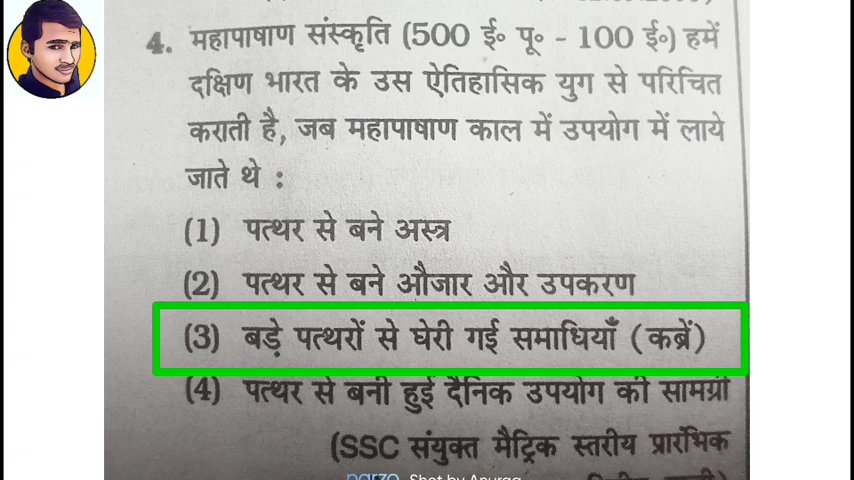 4. महापाषाण संस्कृति (500 ई॰ पू॰ - 100 ई॰) हमें
दक्षिण भारत के उस ऐतिहासिक युग से परिचित
कराती है, जब महापाषाण काल में उपयोग में लाये
जाते थे :
(1) पत्थर से बने अस्त्र
(2) पत्थर से बने औजार और उपकरण
(3) बड़े पत्थरों से घेरी गई समाधियाँ (कब्रें)
(4) पत्थर से बनी हुई दैनिक उपयोग की सामग्री
(SSC संयुक्त मैट्रिक स्तरीय प्रारंभिक
Shot by Anurag